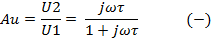 Au = U2/U1 = jωτ/(1 + jωτ) (−)